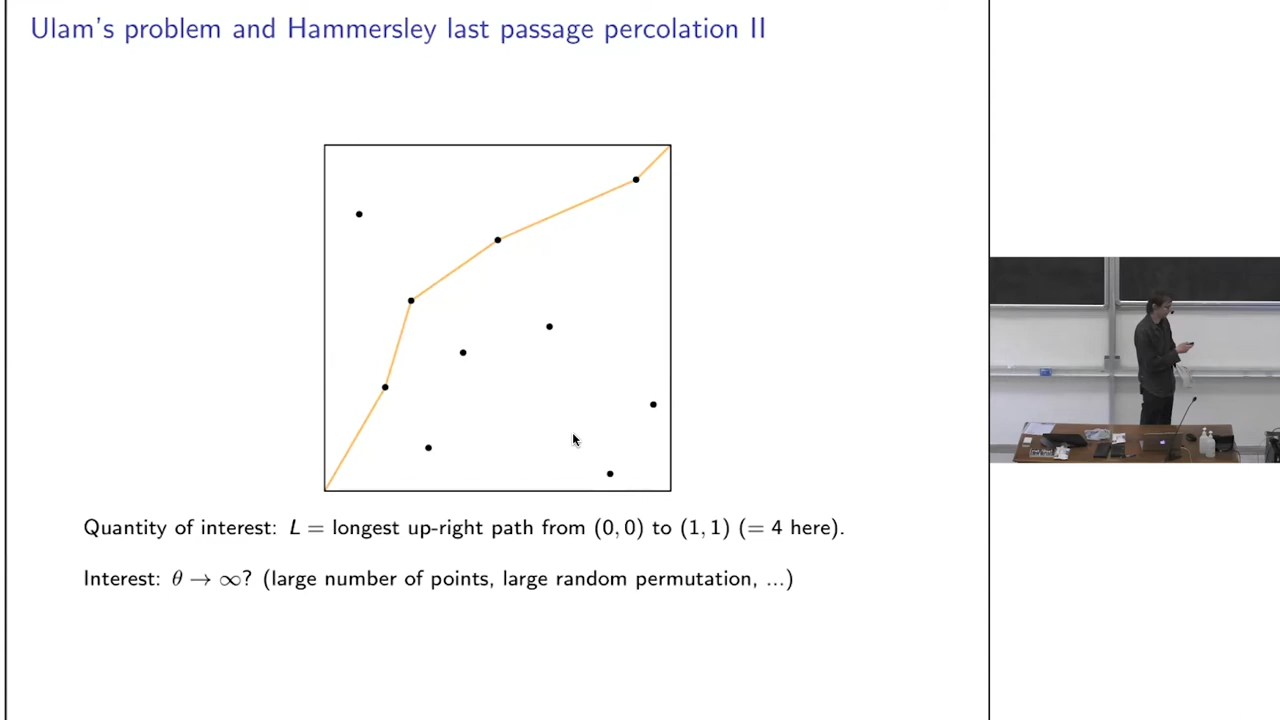 Ulam's problem and Hammersley last passage percolation II
Quantity of interest: L = longest up-right path from (0, 0) to (1, 1) (= 4 here).
Interest: θ → ∞? (large number of points, large random permutation, ...)